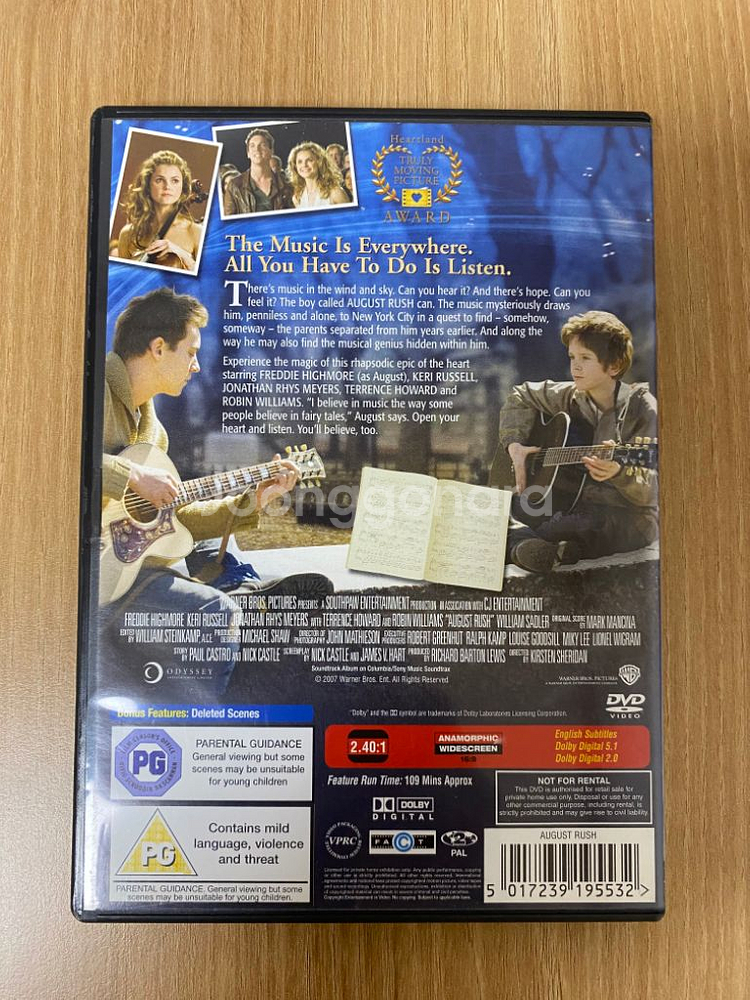 Heartland
TRULY
MOVING
PICTURE
AWARD
The Music Is Everywhere.
All You Have To Do Is Listen.
There's music in the wind and sky. Can you hear it? And there's hope. Can you
feel it? The boy called AUGUST RUSH can. The music mysteriously draws
him, penniless and alone, to New York City in a quest to find – somehow,
someway – the parents separated from him years earlier. And along the
way he may also find the musical genius hidden within him.
Experience the magic of this rhapsodic epic of the heart
starring FREDDIE HIGHMORE (as August), KERI RUSSELL,
JONATHAN RHYS MEYERS, TERRENCE HOWARD and
ROBIN WILLIAMS. "I believe in music the way some
people believe in fairy tales," August says. Open your
heart and listen. You'll believe, too.
joonggonara
WARNER BROS. PICTURES PRESENTS A SOUTHPAW ENTERTAINMENT PRODUCTION IN ASSOCIATION WITH CJ ENTERTAINMENT
FREDDIE HIGHMORE KERI RUSSELL JONATHAN RHYS MEYERS WITH TERRENCE HOWARD AND ROBIN WILLIAMS "AUGUST RUSH" WILLIAM SADLER ORIGINAL SCORE BY MARK MANCINA
EDITED BY WILLIAM STEINKAMP, A.C.E. PRODUCTION DESIGNER MICHAEL SHAW DIRECTOR OF PHOTOGRAPHY JOHN MATHIESON EXECUTIVE PRODUCERS ROBERT GREENHUT RALPH KAMP LOUISE GOODSILL MIKY LEE LIONEL WIGRAM
STORY BY PAUL CASTRO AND NICK CASTLE SCREENPLAY BY NICK CASTLE AND JAMES V. HART PRODUCED BY RICHARD BARTON LEWIS DIRECTED BY KIRSTEN SHERIDAN
Soundtrack Album on Columbia/Sony Music Soundtrax
© 2007 Warner Bros. Ent. All Rights Reserved
ODYSSEY
WARNER BROS. PICTURES
DVD
VIDEO
Bonus Features: Deleted Scenes
"Dolby" and the DD symbol are trademarks of Dolby Laboratories Licensing Corporation.
PG
PARENTAL GUIDANCE
General viewing but some
scenes may be unsuitable
for young children
2.40:1
ANAMORPHIC
WIDESCREEN
16:9
English Subtitles
Dolby Digital 5.1
Dolby Digital 2.0
Feature Run Time: 109 Mins Approx
DOLBY
DIGITAL
NOT FOR RENTAL
This DVD is authorised for retail sale for
private home use only. Disposal or use for any
other commercial purpose, including rental, is
strictly prohibited and may give rise to civil liability.
PG
Contains mild
language, violence
and threat
PARENTAL GUIDANCE. General viewing but some
scenes may be unsuitable for young children.
VPRC
FACT
2
PAL
AUGUST RUSH
5 017239 195532 >